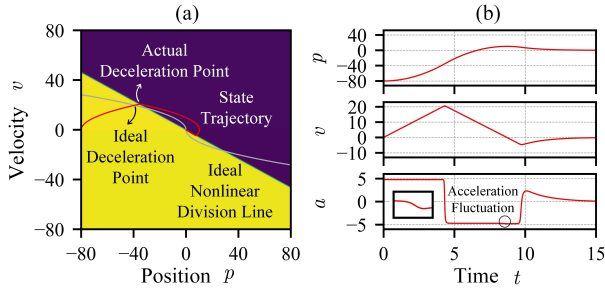 (a)
Velocity v
80
40
0
−40
−80
Actual
Deceleration Point
State
Trajectory
Ideal
Deceleration
Point
Ideal
Nonlinear
Division Line
−80 −40 0 40 80
Position p
(b)
p
40
0
−40
−80
v
20
0
−10
a
5
0
−5
Acceleration
Fluctuation
0 5 10 15
Time t